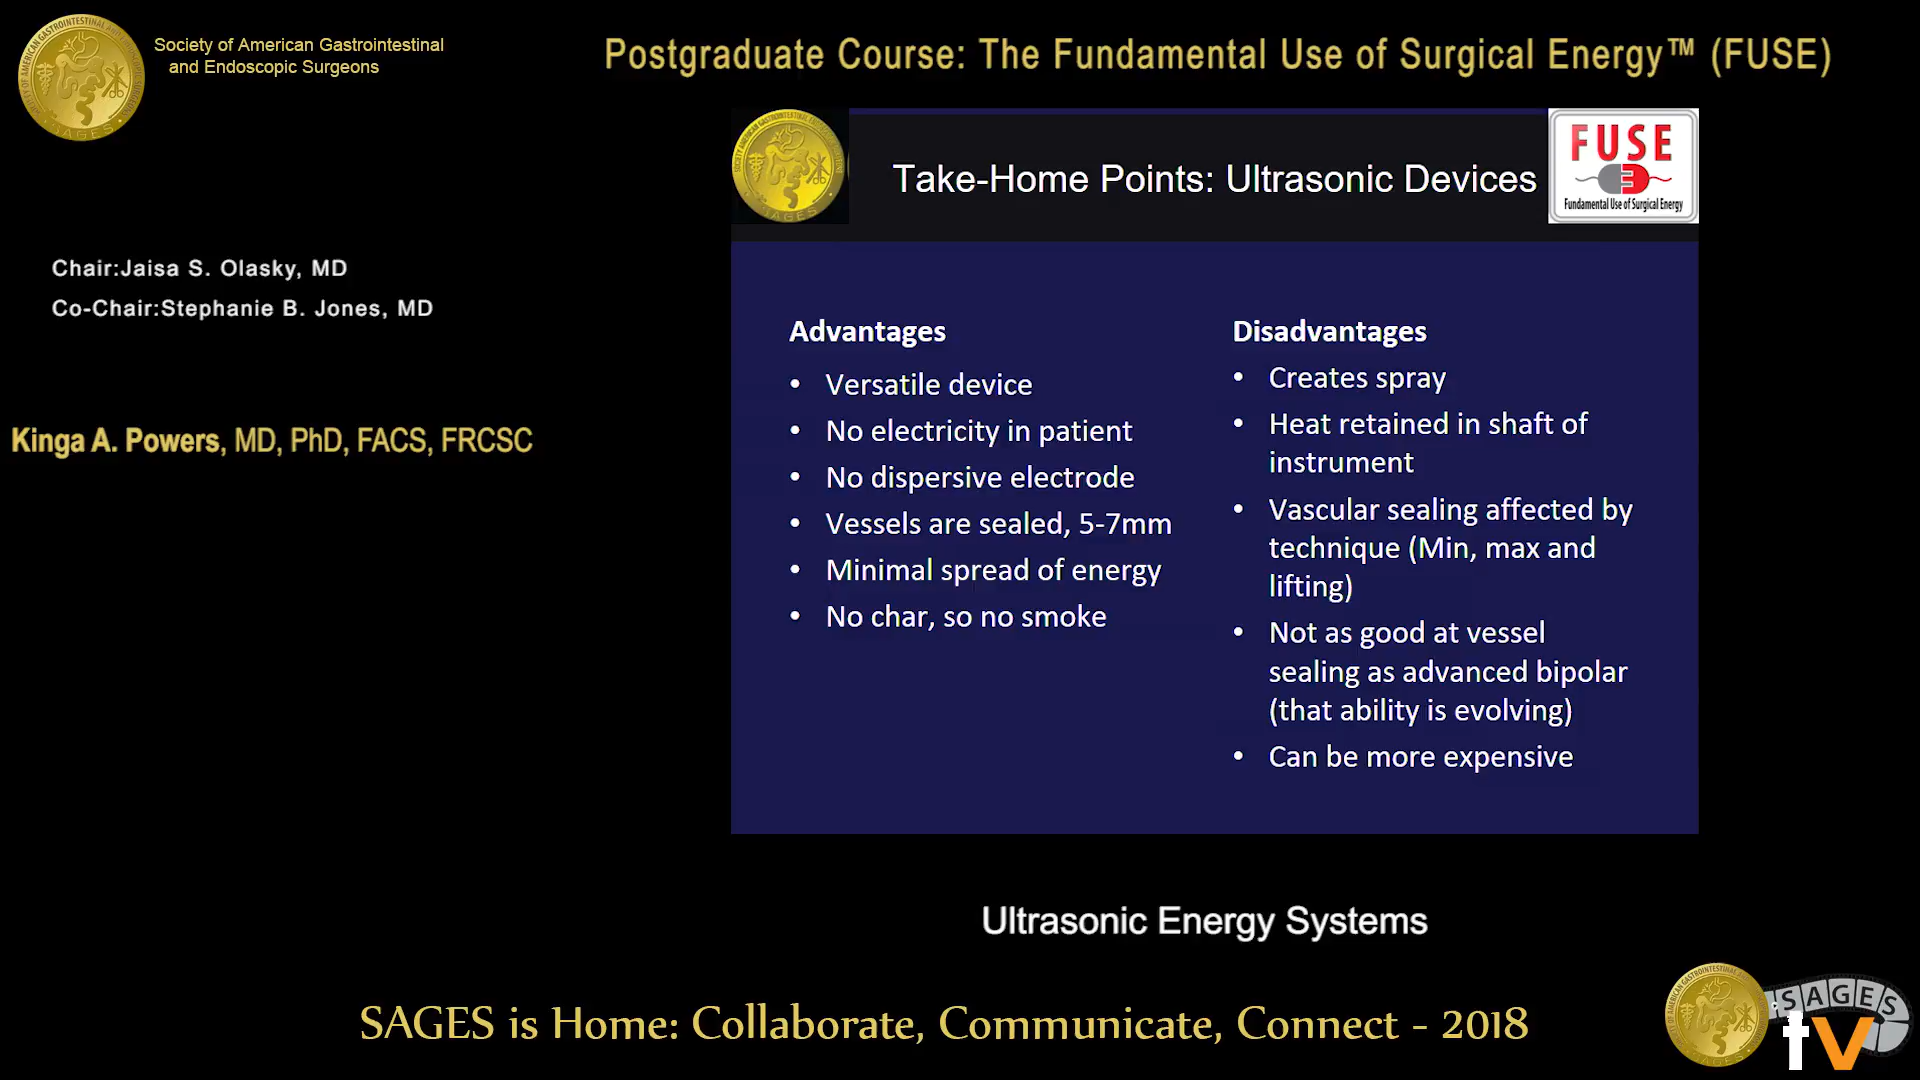 Society of American Gastrointestinal
and Endoscopic Surgeons
Postgraduate Course: The Fundamental Use of Surgical Energy™ (FUSE)
Chair:Jaisa S. Olasky, MD
Co-Chair:Stephanie B. Jones, MD
Kinga A. Powers, MD, PhD, FACS, FRCSC
Take-Home Points: Ultrasonic Devices
FUSE
Fundamental Use of Surgical Energy
Advantages
• Versatile device
• No electricity in patient
• No dispersive electrode
• Vessels are sealed, 5-7mm
• Minimal spread of energy
• No char, so no smoke
Disadvantages
• Creates spray
• Heat retained in shaft of
instrument
• Vascular sealing affected by
technique (Min, max and
lifting)
• Not as good at vessel
sealing as advanced bipolar
(that ability is evolving)
• Can be more expensive
Ultrasonic Energy Systems
SAGES is Home: Collaborate, Communicate, Connect - 2018
SAGES
tv